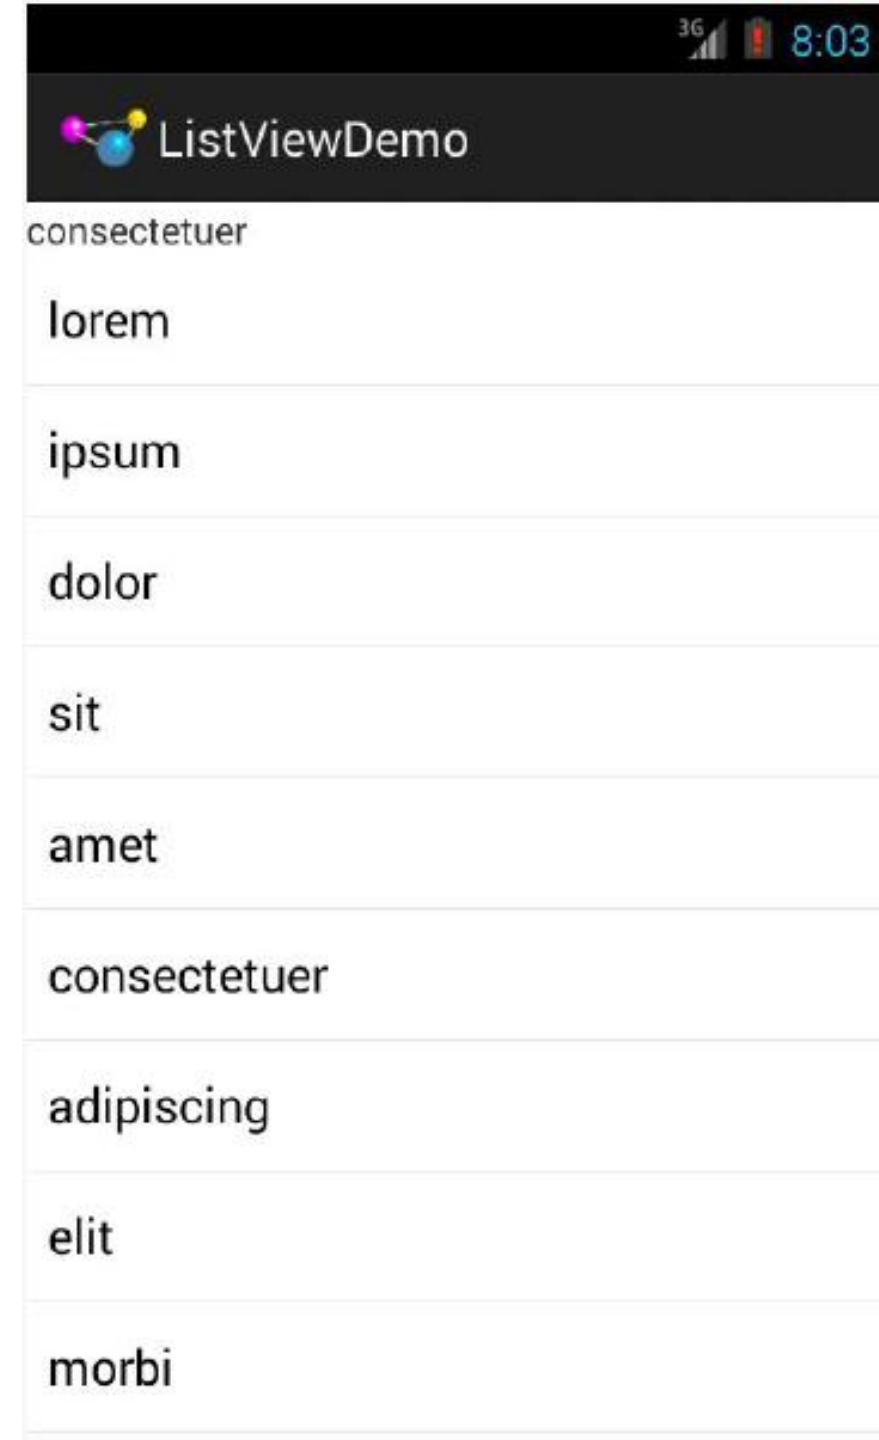 3G 8:03
ListViewDemo
consectetuer
lorem
ipsum
dolor
sit
amet
consectetuer
adipiscing
elit
morbi